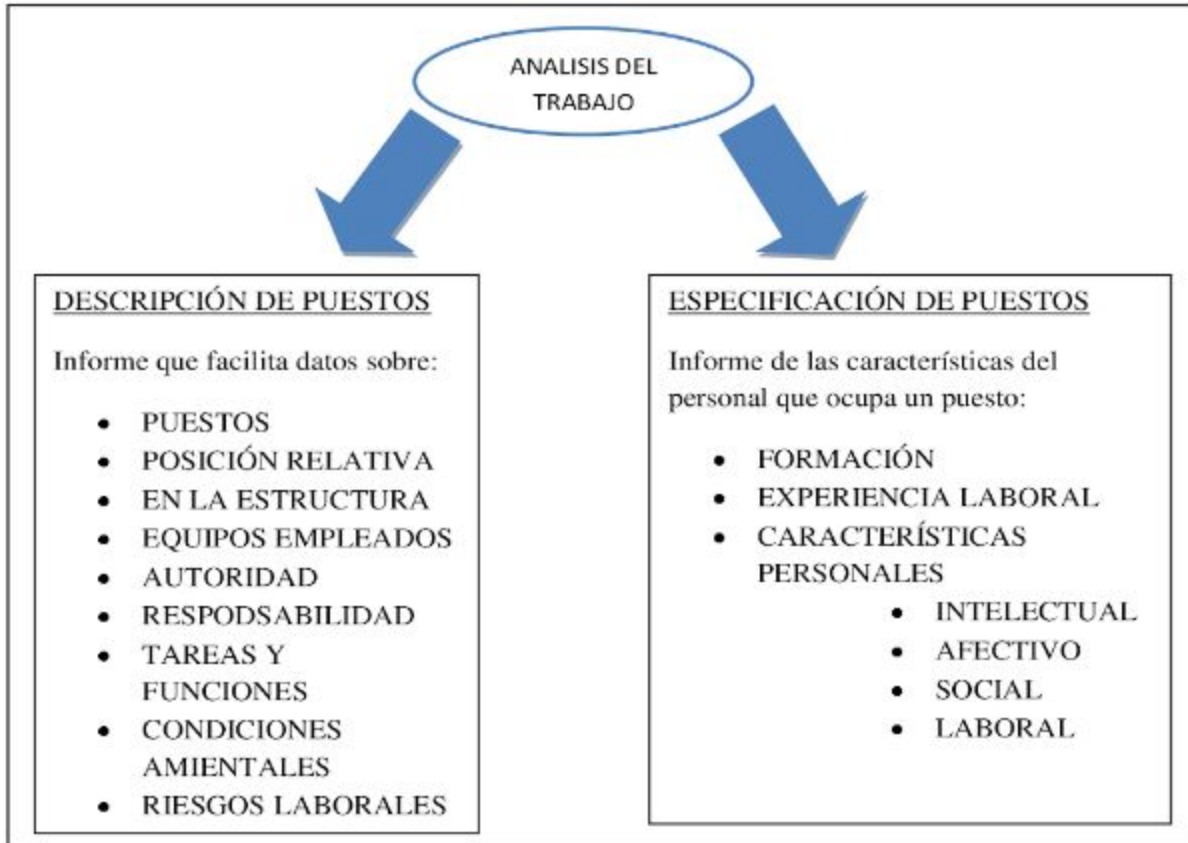 ANALISIS DEL
TRABAJO
DESCRIPCIÓN DE PUESTOS
Informe que facilita datos sobre:
• PUESTOS
• POSICIÓN RELATIVA
• EN LA ESTRUCTURA
• EQUIPOS EMPLEADOS
• AUTORIDAD
• RESPODSABILIDAD
• TAREAS Y
FUNCIONES
• CONDICIONES
AMIENTALES
• RIESGOS LABORALES
ESPECIFICACIÓN DE PUESTOS
Informe de las características del
personal que ocupa un puesto:
• FORMACIÓN
• EXPERIENCIA LABORAL
• CARACTERÍSTICAS
PERSONALES
• INTELECTUAL
• AFECTIVO
• SOCIAL
• LABORAL